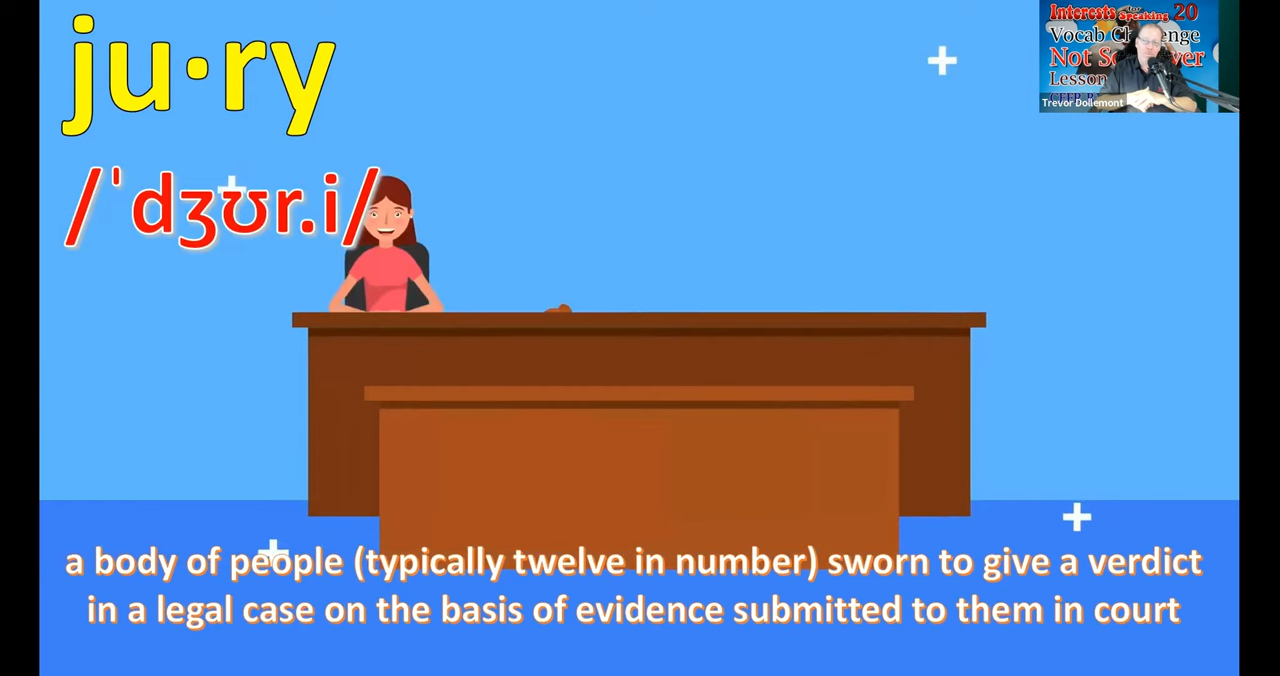 ju·ry
/ˈdʒʊr.i/
a body of people (typically twelve in number) sworn to give a verdict
in a legal case on the basis of evidence submitted to them in court
Interests for Speaking 20
Vocab
Not
Lesson
Trevor Dollemont